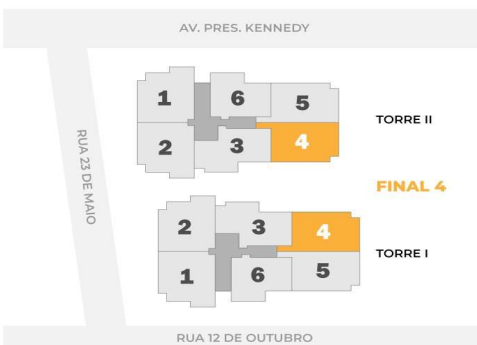 AV. PRES. KENNEDY
RUA 23 DE MAIO
1
6
5
2
3
4
TORRE II
FINAL 4
2
3
4
1
6
5
TORRE I
RUA 12 DE OUTUBRO